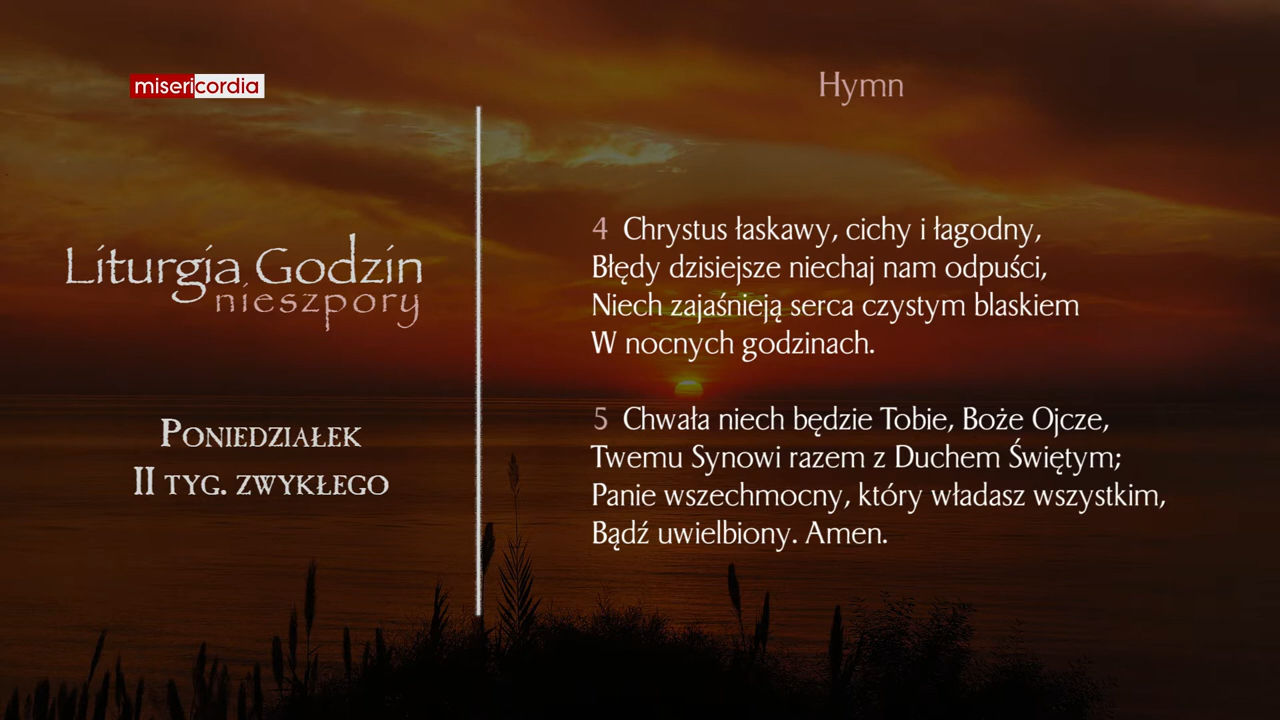 misericordia
Liturgia Godzin
nieszpory
Poniedziałek
II tyg. zwykłego
Hymn
4 Chrystus łaskawy, cichy i łagodny,
Błędy dzisiejsze niechaj nam odpuści,
Niech zajaśnieją serca czystym blaskiem
W nocnych godzinach.
5 Chwała niech będzie Tobie, Boże Ojcze,
Twemu Synowi razem z Duchem Świętym;
Panie wszechmocny, który władasz wszystkim,
Bądź uwielbiony. Amen.